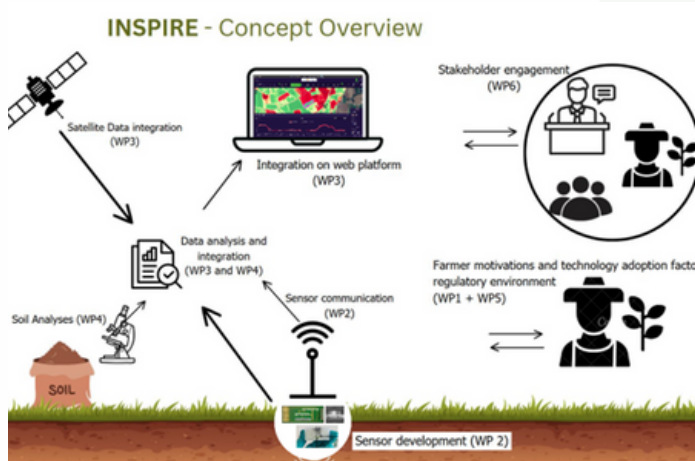 INSPIRE - Concept Overview
Satellite Data integration
(WP3)
Integration on web platform
(WP3)
Stakeholder engagement
(WP6)
Data analysis and
integration
(WP3 and WP4)
Sensor communication
(WP2)
Farmer motivations and technology adoption facto
regulatory environment
(WP1 + WP5)
Soil Analyses (WP4)
SOIL
Sensor development (WP 2)